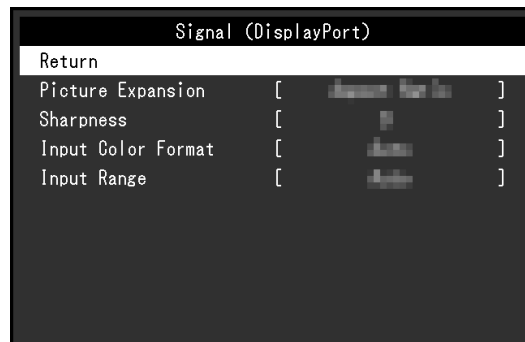 Signal (DisplayPort)
Return
Picture Expansion [ ]
Sharpness [ ]
Input Color Format [ ]
Input Range [ ]